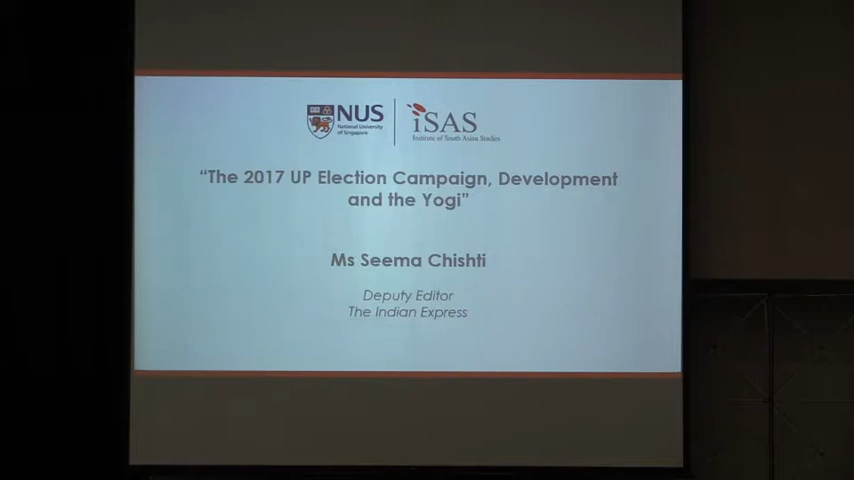 NUS
National University
of Singapore
iSAS
Institute of South Asian Studies
“The 2017 UP Election Campaign, Development
and the Yogi”
Ms Seema Chishti
Deputy Editor
The Indian Express